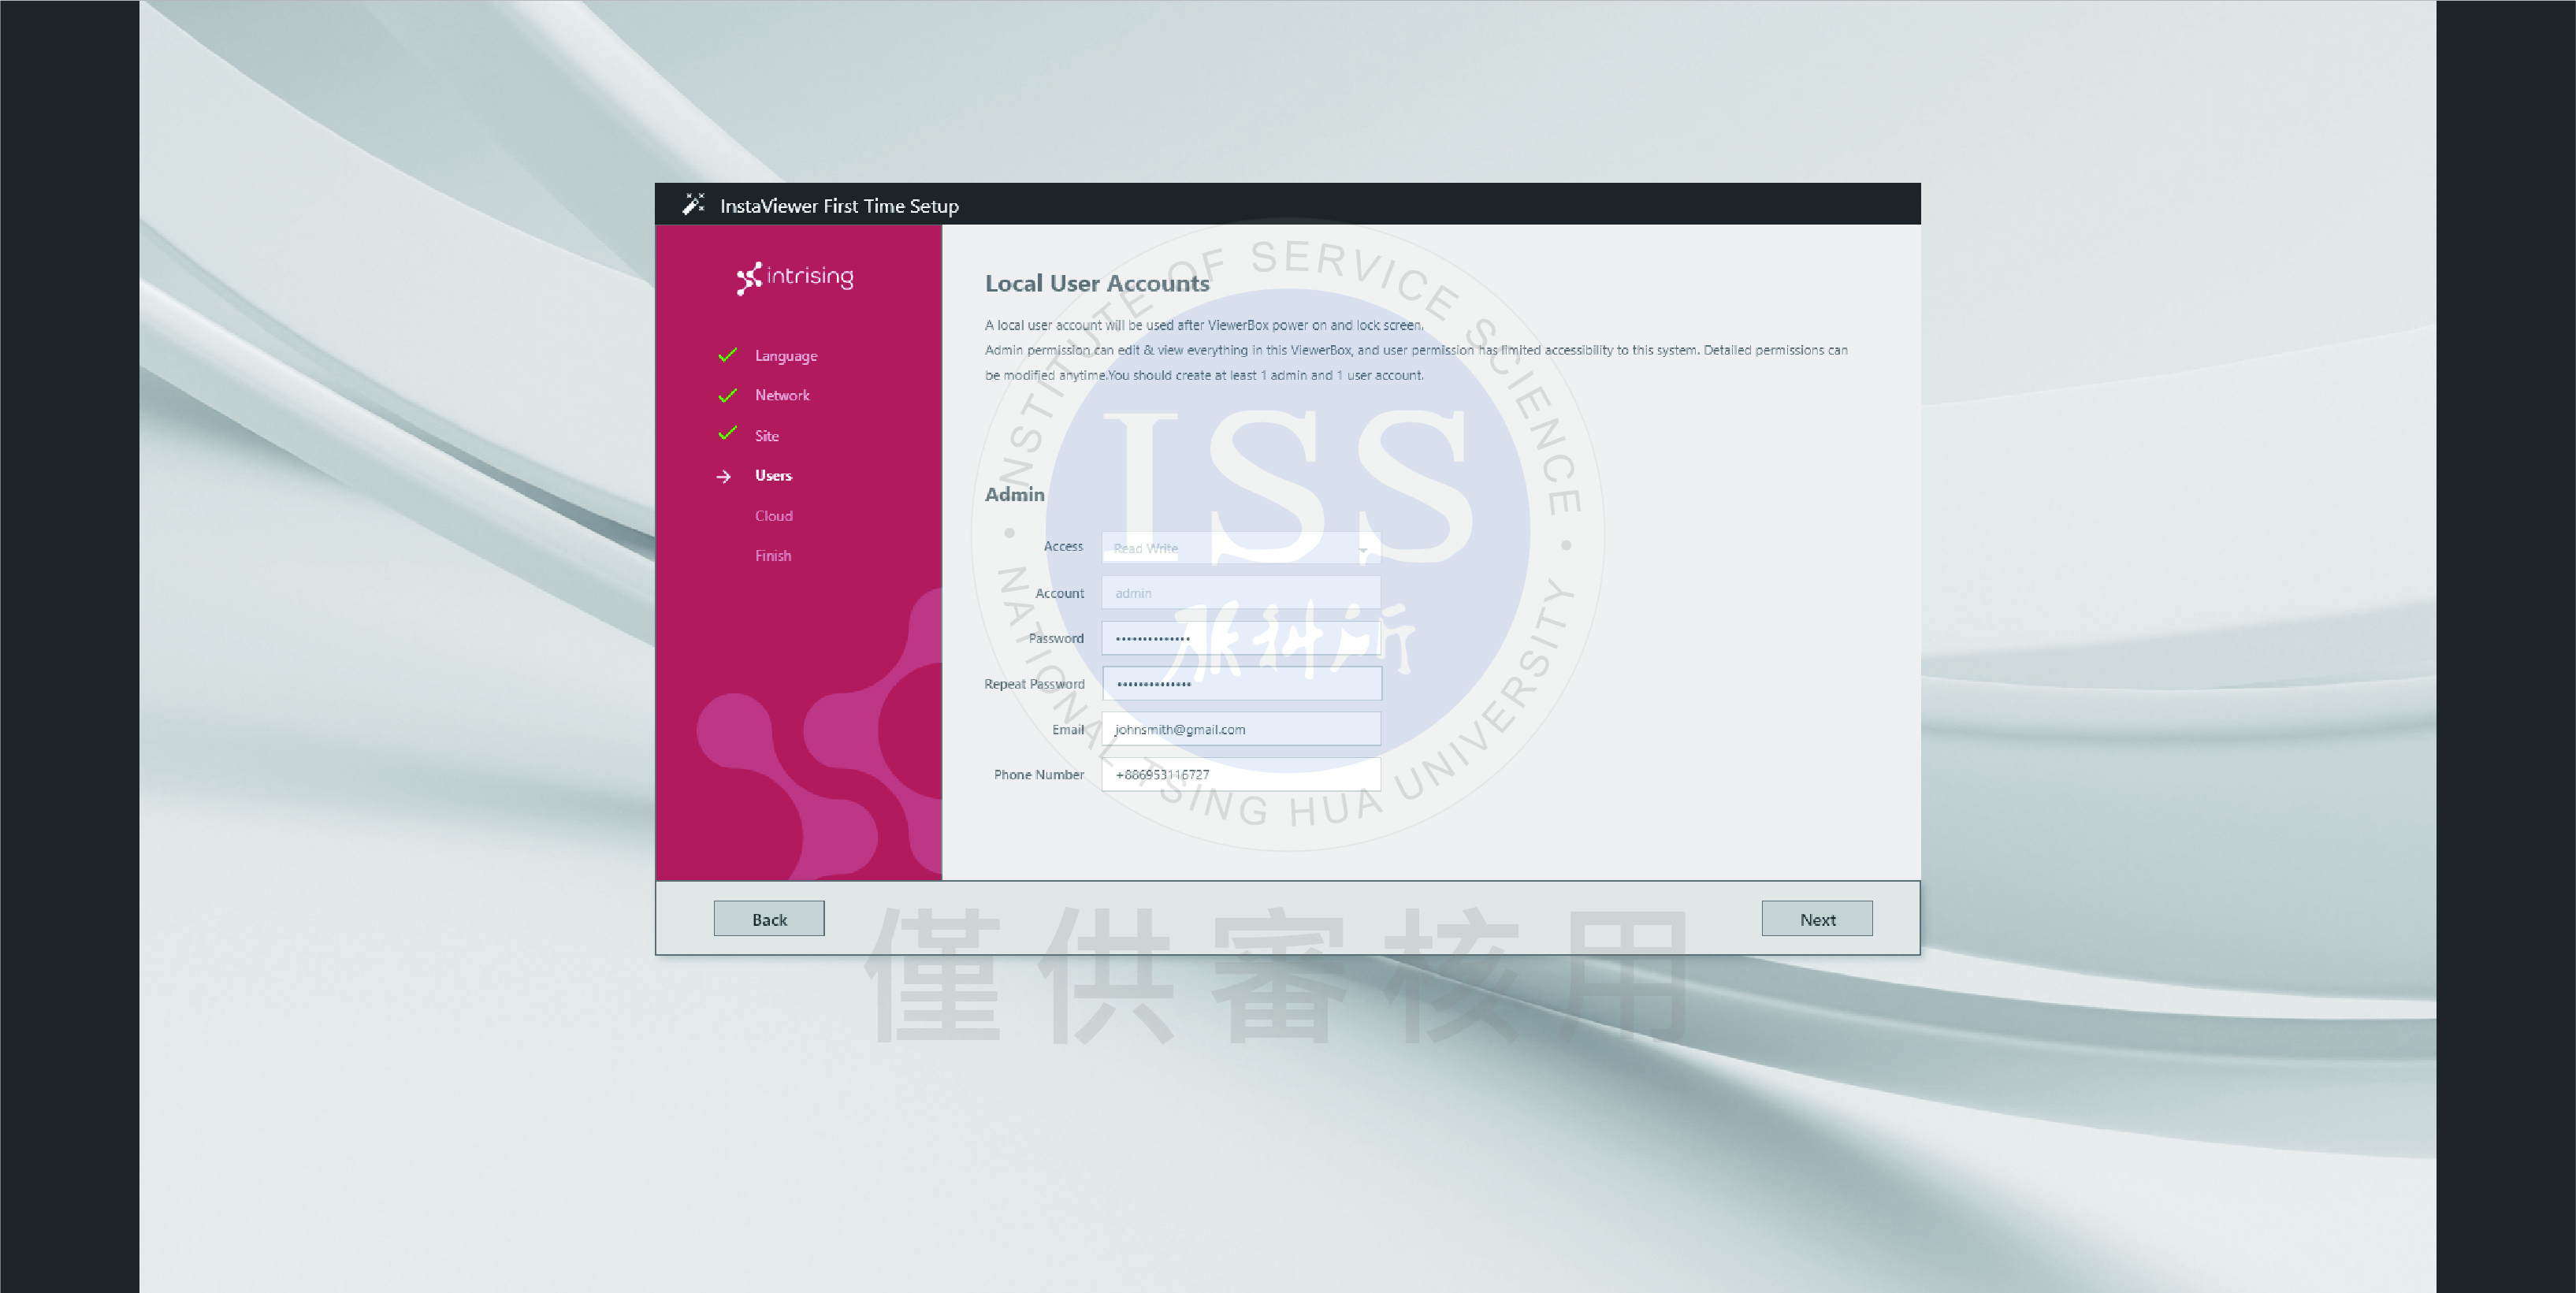 InstaViewer First Time Setup
intrising
Language
Network
Site
Users
Cloud
Finish
Local User Accounts
A local user account will be used after ViewerBox power on and lock screen.
Admin permission can edit & view everything in this ViewerBox, and user permission has limited accessibility to this system. Detailed permissions can
be modified anytime.You should create at least 1 admin and 1 user account.
Admin
Access
Read Write
Account
admin
Password
••••••••••••••
Repeat Password
••••••••••••••
Email
johnsmith@gmail.com
Phone Number
+886953116727
Back
Next
INSTITUTE OF SERVICE SCIENCE
ISS
服科所
NATIONAL TSING HUA UNIVERSITY
僅供審核用